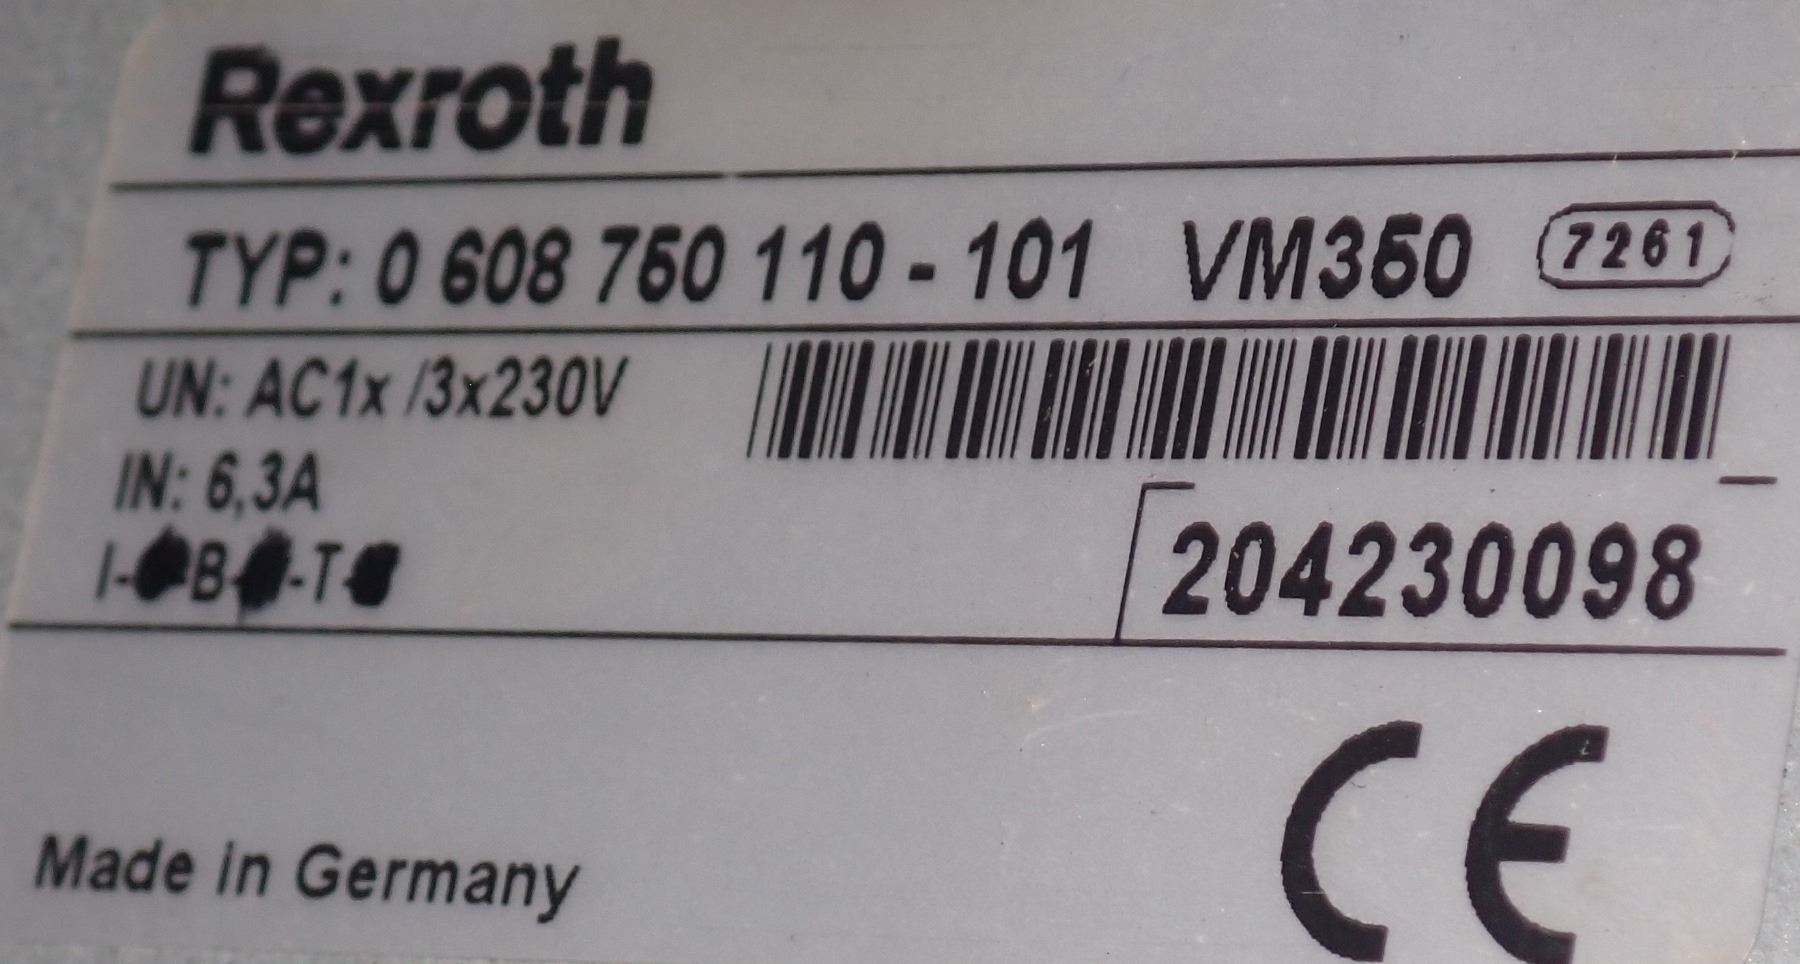 Rexroth
TYP: 0 608 750 110 - 101 VM350 7261
UN: AC1x /3x230V
IN: 6,3A
I- B -T
204230098
Made in Germany
CE